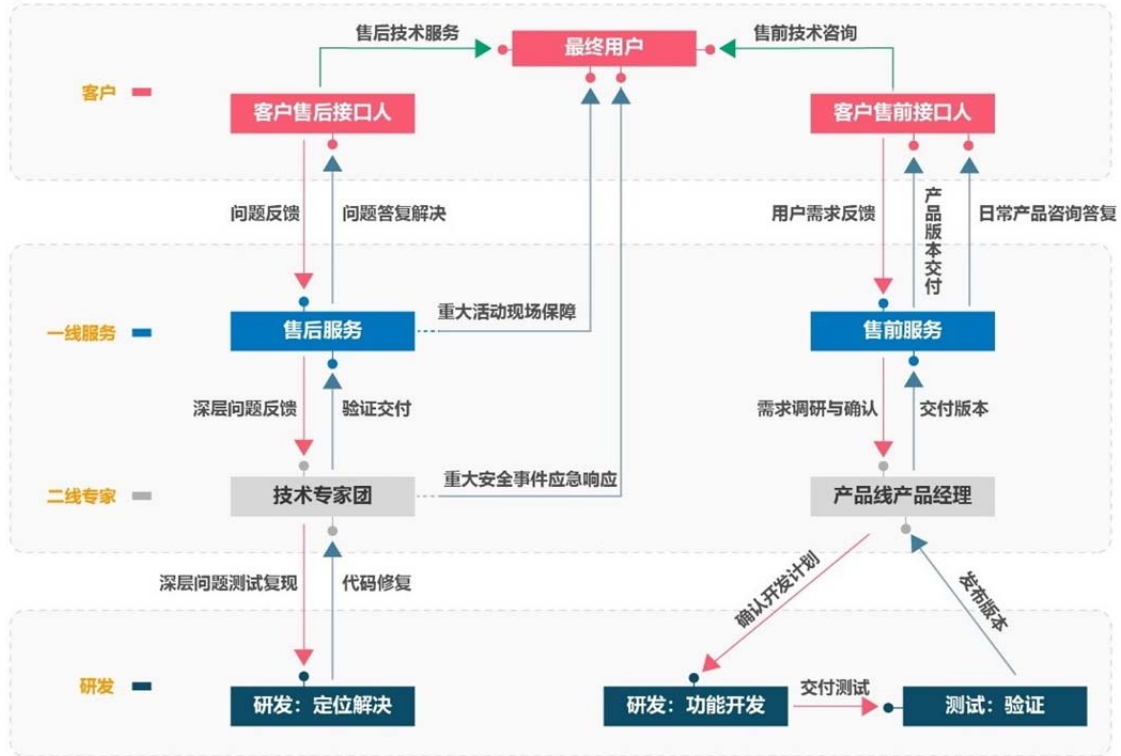 售后技术服务
最终用户
售前技术咨询
客户
客户售后接口人
客户售前接口人
问题反馈
问题答复解决
用户需求反馈
产品版本交付
日常产品咨询答复
一线服务
售后服务
重大活动现场保障
售前服务
深层问题反馈
验证交付
需求调研与确认
交付版本
二线专家
技术专家团
重大安全事件应急响应
产品线产品经理
深层问题测试复现
代码修复
确认开发计划
发布版本
研发
研发：定位解决
研发：功能开发
交付测试
测试：验证